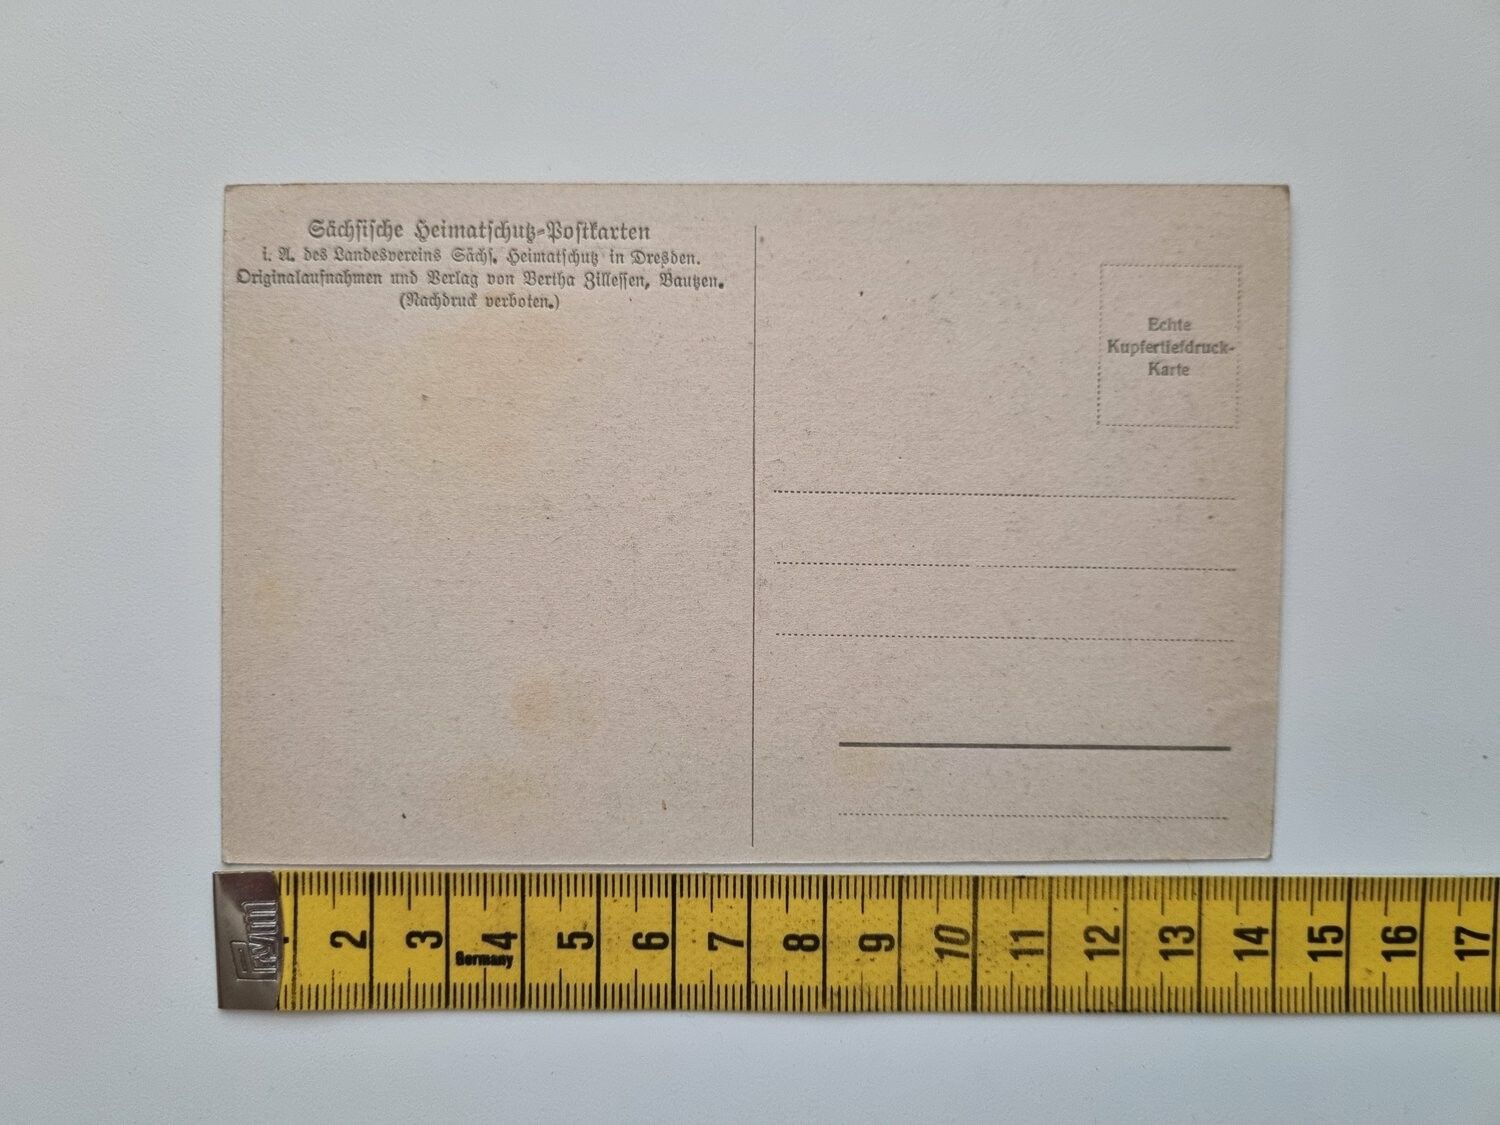 Sächsische Heimatschutz-Postkarten
i. A. des Landesvereins Sächs. Heimatschutz in Dresden.
Originalaufnahmen und Verlag von Bertha Zillessen, Bautzen.
(Nachdruck verboten.)
Echte
Kupfertiefdruck-
Karte
Prym
2 3 4 5 6 7 8 9 10 11 12 13 14 15 16 17
Germany